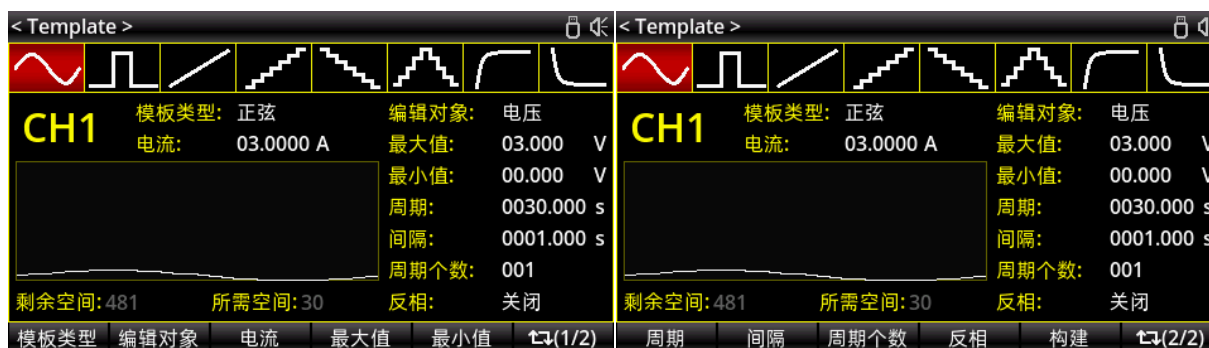 < Template >
CH1
模板类型: 正弦
电流: 03.0000 A
编辑对象: 电压
最大值: 03.000 V
最小值: 00.000 V
周期: 0030.000 s
间隔: 0001.000 s
周期个数: 001
剩余空间:481 所需空间:30 反相: 关闭
模板类型 编辑对象 电流 最大值 最小值 (1/2)
< Template >
CH1
模板类型: 正弦
电流: 03.0000 A
编辑对象: 电压
最大值: 03.000 V
最小值: 00.000 V
周期: 0030.000 s
间隔: 0001.000 s
周期个数: 001
剩余空间:481 所需空间:30 反相: 关闭
周期 间隔 周期个数 反相 构建 (2/2)